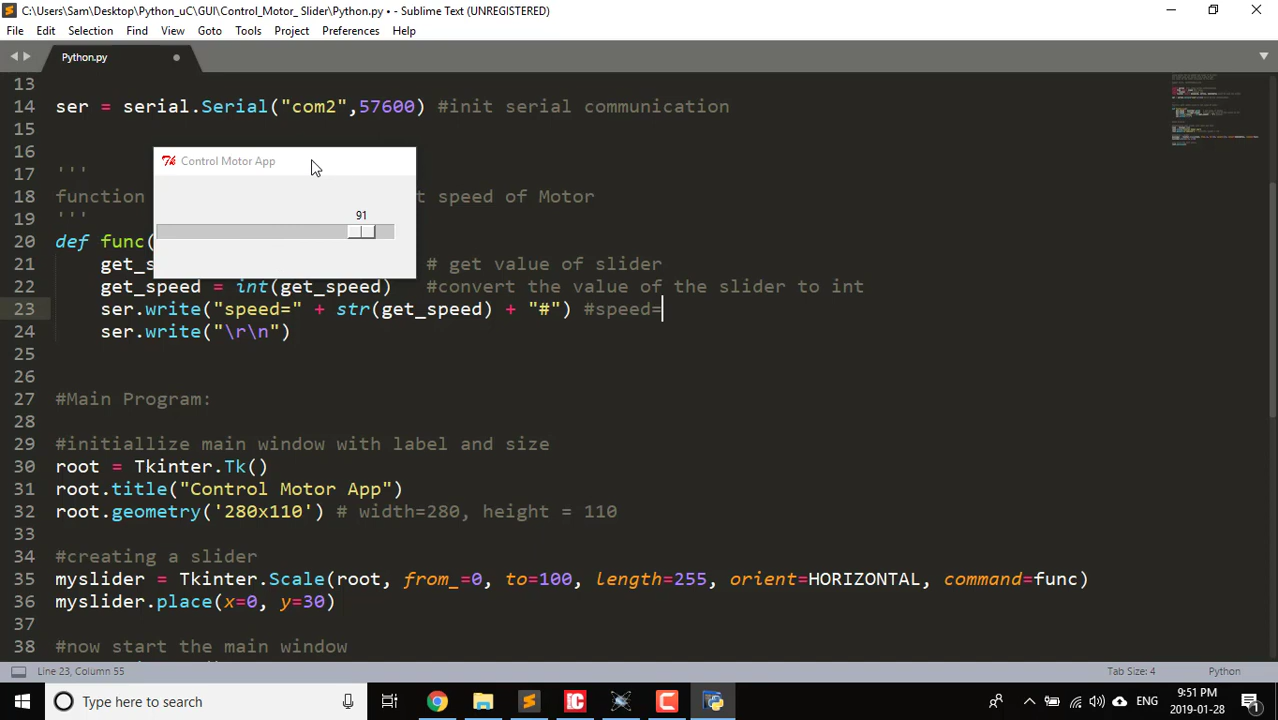 C:\Users\Sam\Desktop\Python_uC\GUI\Control_Motor_ Slider\Python.py • - Sublime Text (UNREGISTERED)
File Edit Selection Find View Goto Tools Project Preferences Help
Python.py
13
14 ser = serial.Serial("com2",57600) #init serial communication
15
16
Control Motor App
17 '''
18 function t speed of Motor
91
19 '''
20 def func(
21 get_s # get value of slider
22 get_speed = int(get_speed) #convert the value of the slider to int
23 ser.write("speed=" + str(get_speed) + "#") #speed=
24 ser.write("\r\n")
25
26
27 #Main Program:
28
29 #initiallize main window with label and size
30 root = Tkinter.Tk()
31 root.title("Control Motor App")
32 root.geometry('280x110') # width=280, height = 110
33
34 #creating a slider
35 myslider = Tkinter.Scale(root, from_=0, to=100, length=255, orient=HORIZONTAL, command=func)
36 myslider.place(x=0, y=30)
37
38 #now start the main window
Line 23, Column 55 Tab Size: 4 Python
Type here to search
ENG
9:51 PM
2019-01-28
1